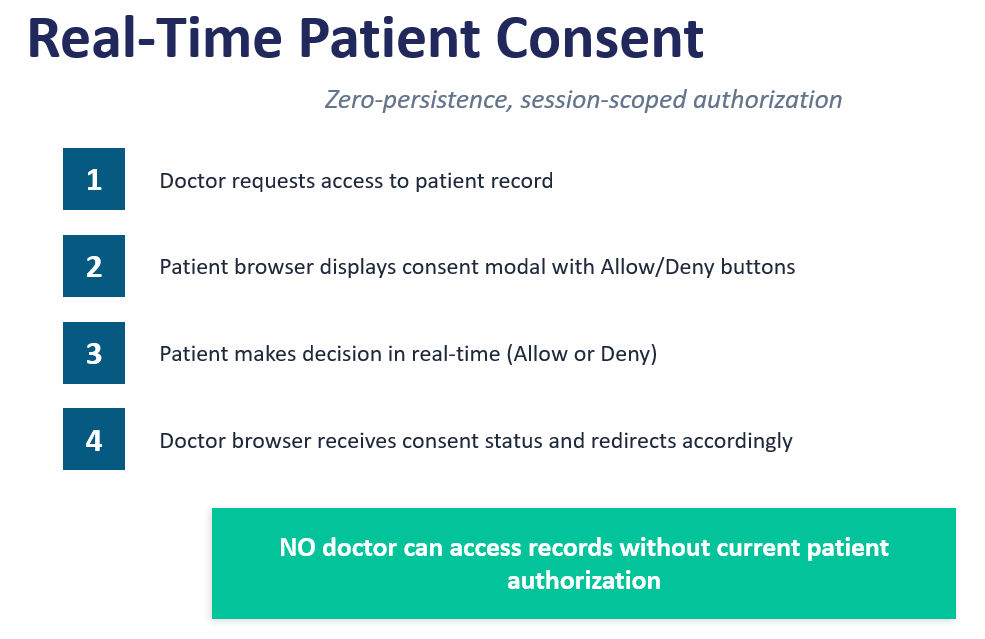 Real-Time Patient Consent
Zero-persistence, session-scoped authorization
1
Doctor requests access to patient record
2
Patient browser displays consent modal with Allow/Deny buttons
3
Patient makes decision in real-time (Allow or Deny)
4
Doctor browser receives consent status and redirects accordingly
NO doctor can access records without current patient
authorization